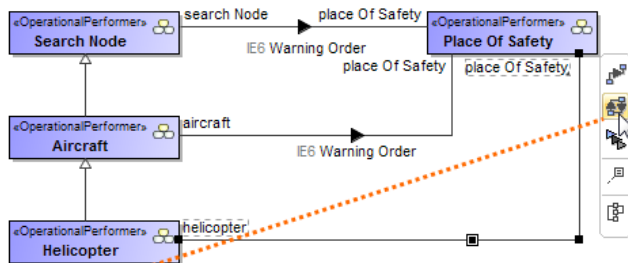 «OperationalPerformer»
Search Node
search Node
place Of Safety
«OperationalPerformer»
Place Of Safety
IE6 Warning Order
place Of Safety
place Of Safety
«OperationalPerformer»
Aircraft
aircraft
IE6 Warning Order
«OperationalPerformer»
Helicopter
helicopter